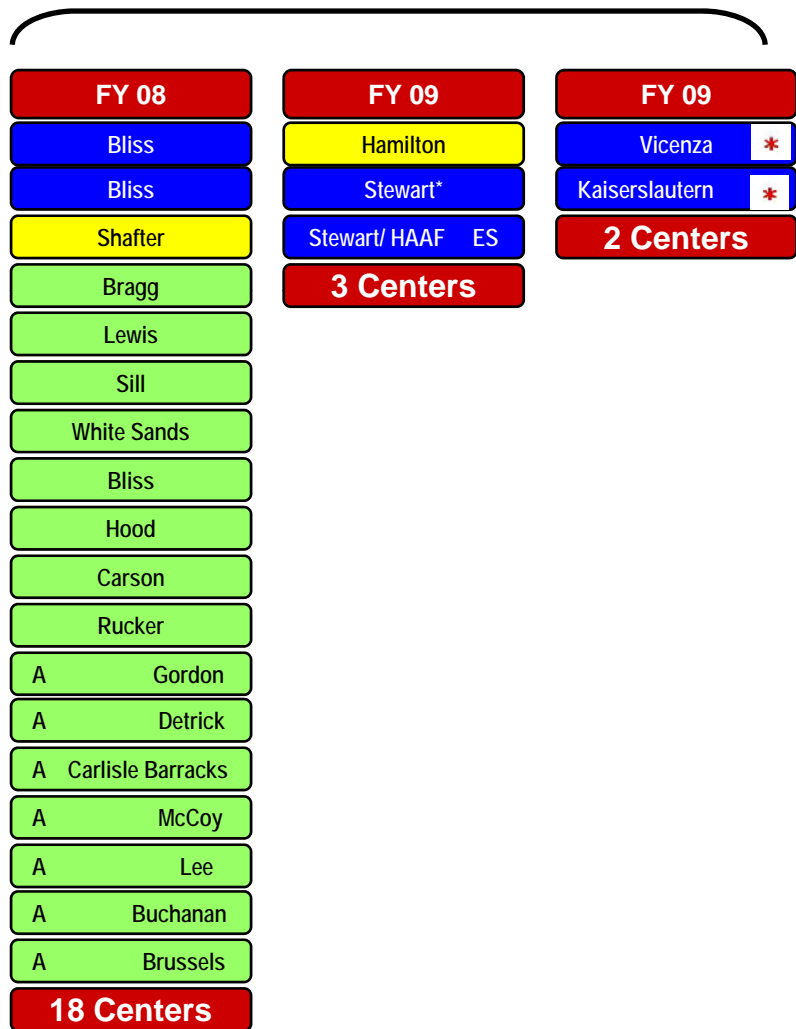 FY 08
Bliss
Bliss
Shafter
Bragg
Lewis
Sill
White Sands
Bliss
Hood
Carson
Rucker
A Gordon
A Detrick
A Carlisle Barracks
A McCoy
A Lee
A Buchanan
A Brussels
18 Centers
FY 09
Hamilton
Stewart*
Stewart/ HAAF ES
3 Centers
FY 09
Vicenza *
Kaiserslautern *
2 Centers